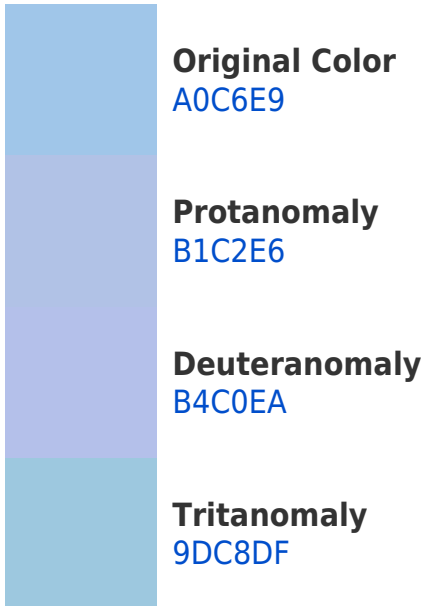 Original Color
A0C6E9
Protanomaly
B1C2E6
Deuteranomaly
B4C0EA
Tritanomaly
9DC8DF